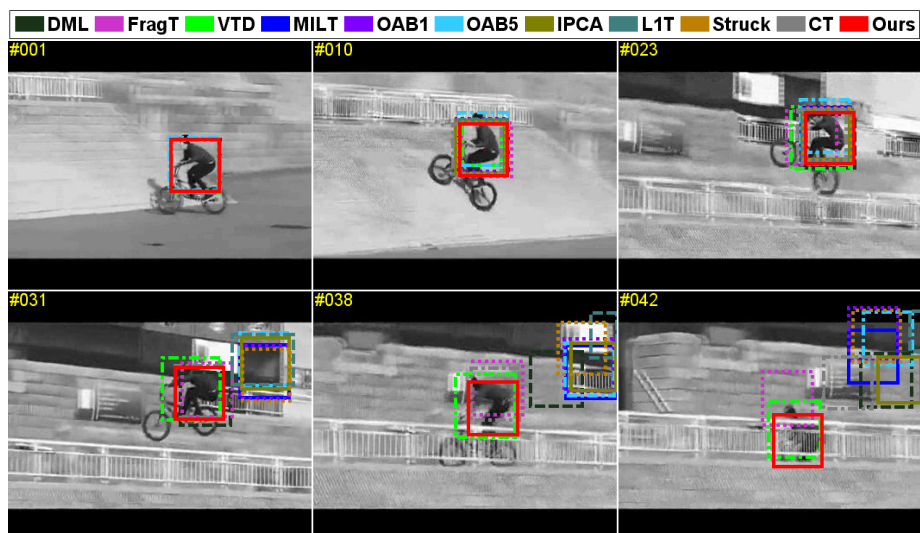 DML FragT VTD MILT OAB1 OAB5 IPCA L1T Struck CT Ours
#001 #010 #023
#031 #038 #042